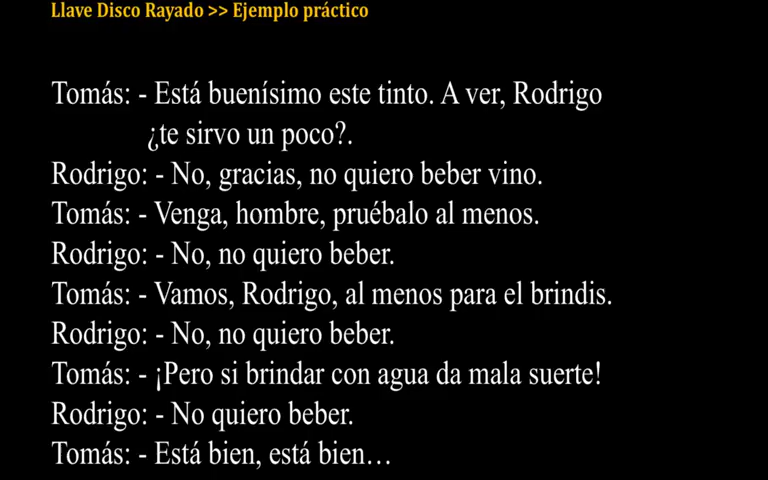 Llave Disco Rayado >> Ejemplo práctico
Tomás: - Está buenísimo este tinto. A ver, Rodrigo
¿te sirvo un poco?.
Rodrigo: - No, gracias, no quiero beber vino.
Tomás: - Venga, hombre, pruébalo al menos.
Rodrigo: - No, no quiero beber.
Tomás: - Vamos, Rodrigo, al menos para el brindis.
Rodrigo: - No, no quiero beber.
Tomás: - ¡Pero si brindar con agua da mala suerte!
Rodrigo: - No quiero beber.
Tomás: - Está bien, está bien…